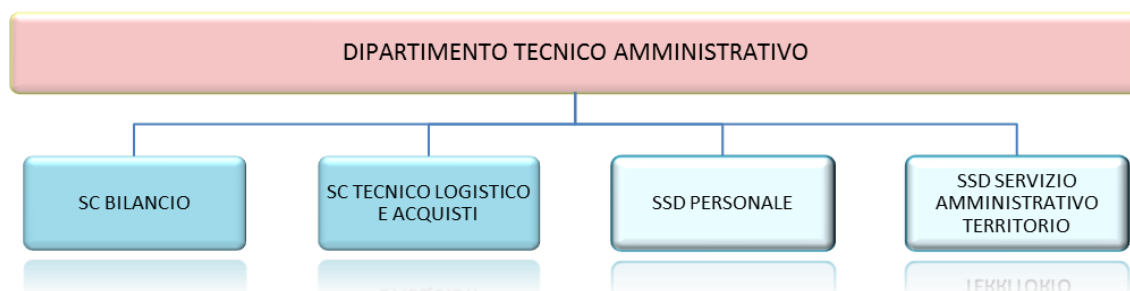 DIPARTIMENTO TECNICO AMMINISTRATIVO
SC BILANCIO
SC TECNICO LOGISTICO
E ACQUISTI
SSD PERSONALE
SSD SERVIZIO
AMMINISTRATIVO
TERRITORIO